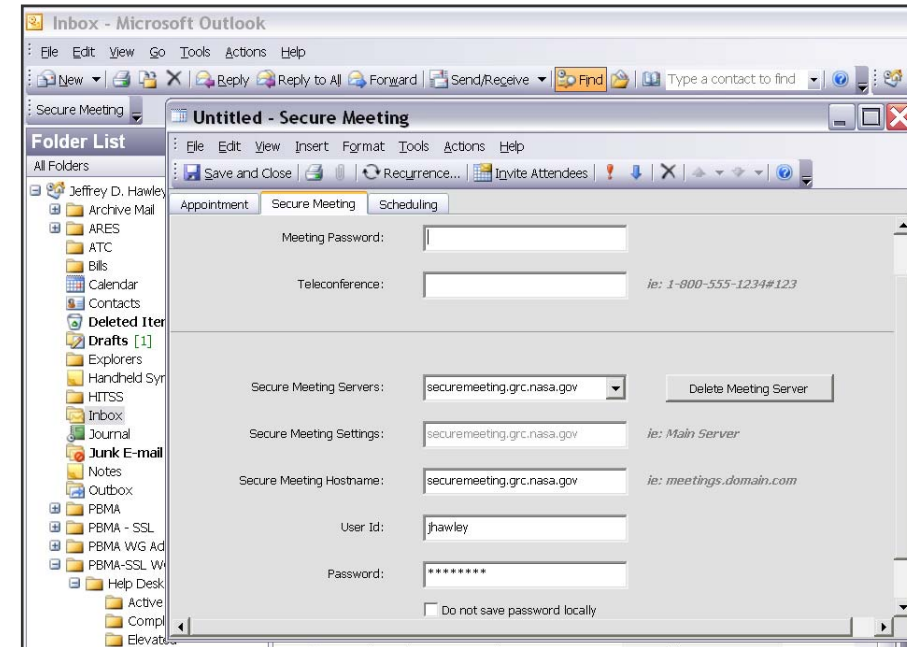 Inbox - Microsoft Outlook
File Edit View Go Tools Actions Help
New Reply Reply to All Forward Send/Receive Find Type a contact to find
Secure Meeting
Untitled - Secure Meeting
Folder List
File Edit View Insert Format Tools Actions Help
All Folders
Save and Close Recurrence... Invite Attendees
Jeffrey D. Hawley
Appointment Secure Meeting Scheduling
Archive Mail
ARES
Meeting Password:
ATC
Bills
Calendar
Teleconference: ie: 1-800-555-1234#123
Contacts
Deleted Iter
Drafts [1]
Explorers
Handheld Syr
Secure Meeting Servers: securemeeting.grc.nasa.gov Delete Meeting Server
HITSS
Inbox
Journal
Secure Meeting Settings: securemeeting.grc.nasa.gov ie: Main Server
Junk E-mail
Notes
Secure Meeting Hostname: securemeeting.grc.nasa.gov ie: meetings.domain.com
Outbox
PBMA
PBMA - SSL
User Id: jhawley
PBMA WG Ad
PBMA-SSL W
Password: ********
Help Desk
Active
Do not save password locally
Compl
Elevated